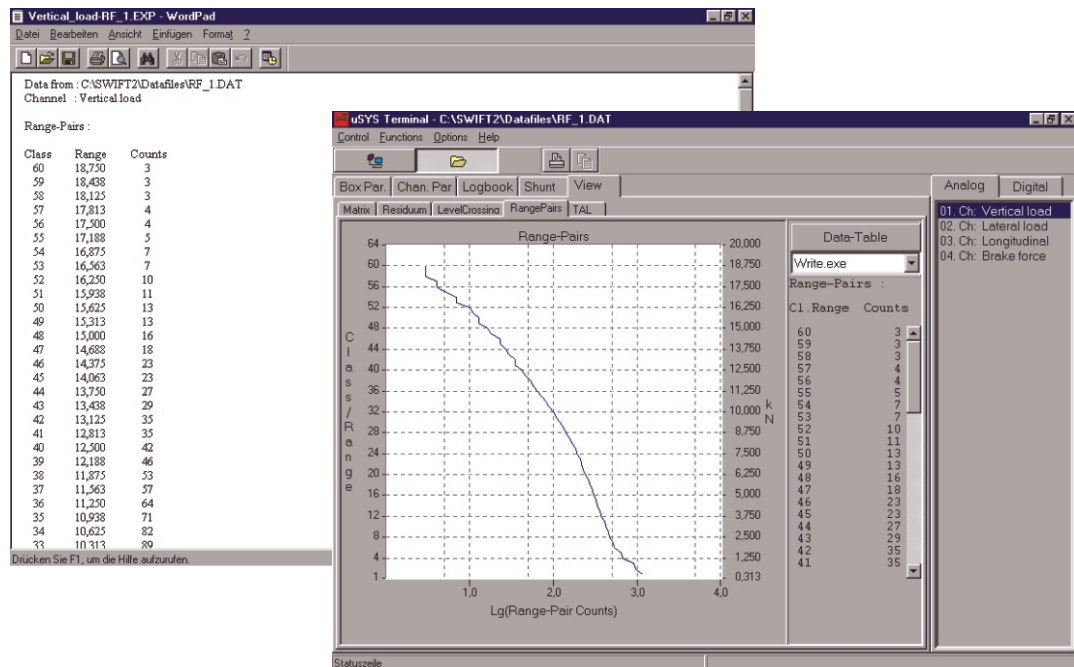 Vertical_load-RF_1.EXP - WordPad
Datei Bearbeiten Ansicht Einfügen Format ?
Data from : C:\SWIFT2\Datafiles\RF_1.DAT
Channel : Vertical load
Range-Pairs :
Class Range Counts
60 18,750 3
59 18,438 3
58 18,125 3
57 17,813 4
56 17,500 4
55 17,188 5
54 16,875 7
53 16,563 7
52 16,250 10
51 15,938 11
50 15,625 13
49 15,313 13
48 15,000 16
47 14,688 18
46 14,375 23
45 14,063 23
44 13,750 27
43 13,438 29
42 13,125 35
41 12,813 35
40 12,500 42
39 12,188 46
38 11,875 53
37 11,563 57
36 11,250 64
35 10,938 71
34 10,625 82
33 10,313 89
Drücken Sie F1, um die Hilfe aufzurufen.
uSYS Terminal - C:\SWIFT2\Datafiles\RF_1.DAT
Control Functions Options Help
Box Par. Chan. Par Logbook Shunt View
Matrix Residuum LevelCrossing RangePairs TAL
Range-Pairs
64 20,000
60 18,750
56 17,500
52 16,250
48 15,000
44 13,750
40 12,500
36 11,250
32 10,000
28 8,750
24 7,500
20 6,250
16 5,000
12 3,750
8 2,500
4 1,250
1 0,313
Class/Range
kN
1,0 2,0 3,0 4,0
Lg(Range-Pair Counts)
Data-Table
Write.exe
Range-Pairs :
Cl.Range Counts
60 3
59 3
58 3
57 4
56 4
55 5
54 7
53 7
52 10
51 11
50 13
49 13
48 16
47 18
46 23
45 23
44 27
43 29
42 35
41 35
Analog Digital
01. Ch: Vertical load
02. Ch: Lateral load
03. Ch: Longitudinal
04. Ch: Brake force
Statuszeile